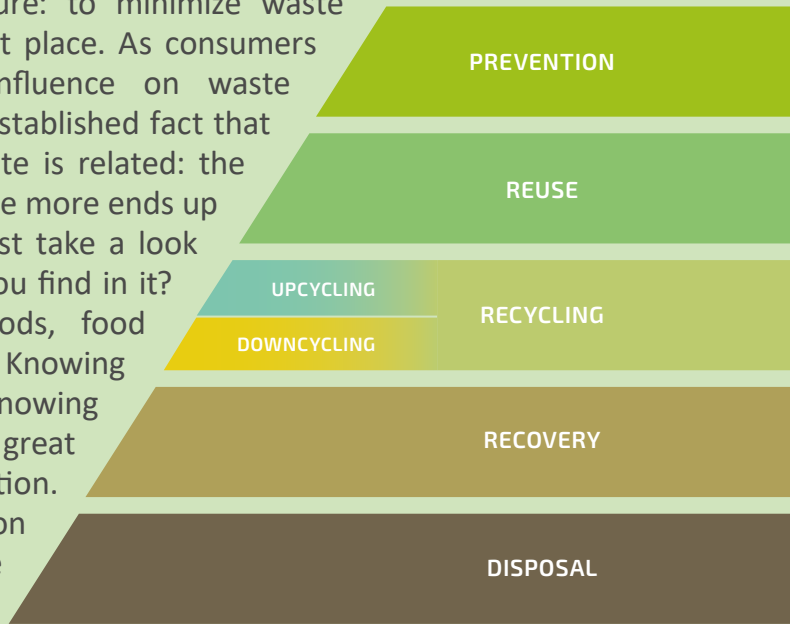 ure: to minimize waste
t place. As consumers
nfluence on waste
stablished fact that
te is related: the
e more ends up
st take a look
ou find in it?
ods, food
Knowing
nowing
great
tion.
on
PREVENTION
REUSE
UPCYCLING
DOWNCYCLING
RECYCLING
RECOVERY
DISPOSAL